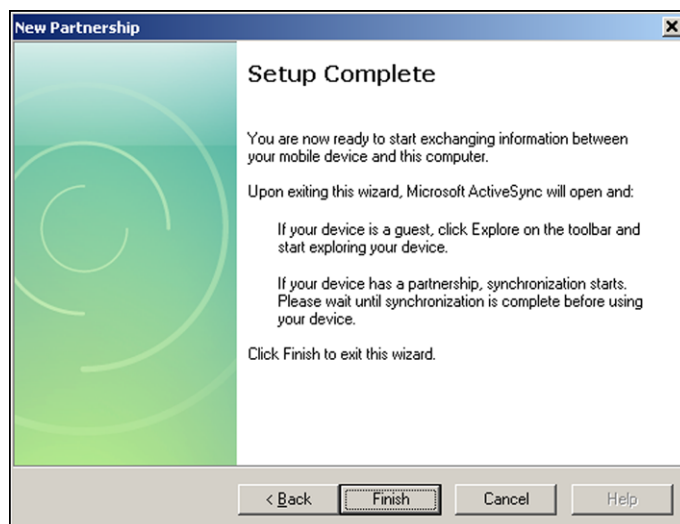 New Partnership
Setup Complete
You are now ready to start exchanging information between
your mobile device and this computer.
Upon exiting this wizard, Microsoft ActiveSync will open and:
If your device is a guest, click Explore on the toolbar and
start exploring your device.
If your device has a partnership, synchronization starts.
Please wait until synchronization is complete before using
your device.
Click Finish to exit this wizard.
< Back Finish Cancel Help